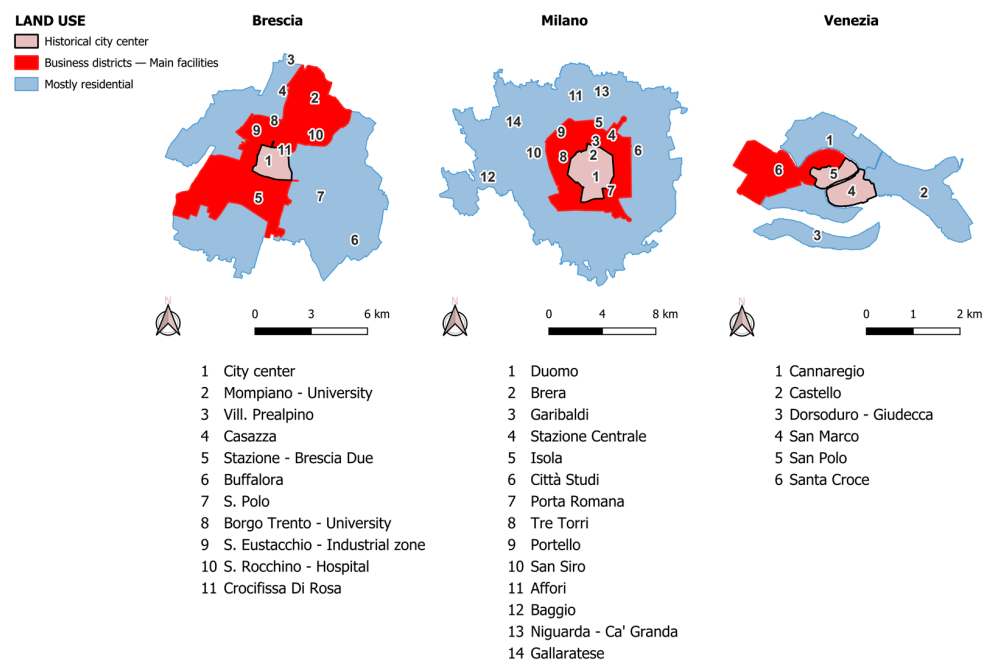 LAND USE
Historical city center
Business districts — Main facilities
Mostly residential
Brescia
3
4
2
8
9
10
11
1
5
7
6
N
0 3 6 km
1 City center
2 Mompiano - University
3 Vill. Prealpino
4 Casazza
5 Stazione - Brescia Due
6 Buffalora
7 S. Polo
8 Borgo Trento - University
9 S. Eustacchio - Industrial zone
10 S. Rocchino - Hospital
11 Crocifissa Di Rosa
Milano
11 13
14
5
9 4
3
10 8 2 6
12
1
7
N
0 4 8 km
1 Duomo
2 Brera
3 Garibaldi
4 Stazione Centrale
5 Isola
6 Città Studi
7 Porta Romana
8 Tre Torri
9 Portello
10 San Siro
11 Affori
12 Baggio
13 Niguarda - Ca' Granda
14 Gallaratese
Venezia
1
6 5
4 2
3
N
0 1 2 km
1 Cannaregio
2 Castello
3 Dorsoduro - Giudecca
4 San Marco
5 San Polo
6 Santa Croce